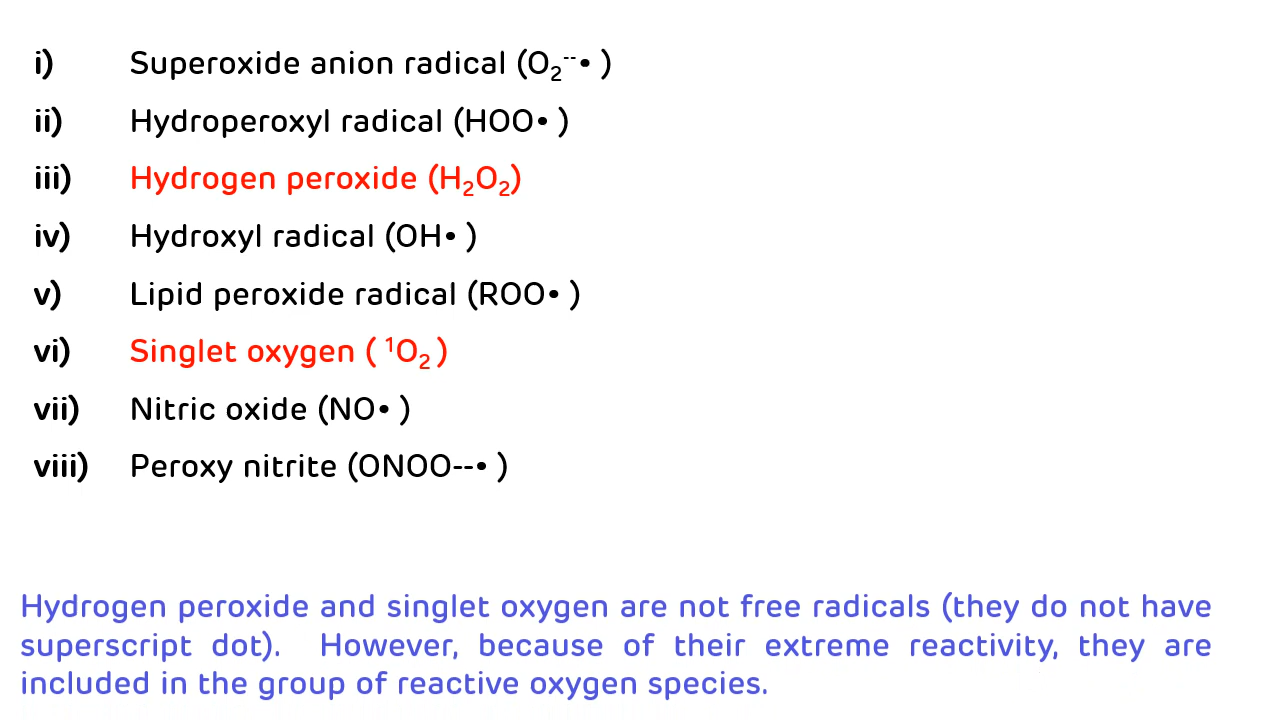 i) Superoxide anion radical (O₂⁻⁻• )
ii) Hydroperoxyl radical (HOO• )
iii) Hydrogen peroxide (H₂O₂)
iv) Hydroxyl radical (OH• )
v) Lipid peroxide radical (ROO• )
vi) Singlet oxygen ( ¹O₂ )
vii) Nitric oxide (NO• )
viii) Peroxy nitrite (ONOO--• )
Hydrogen peroxide and singlet oxygen are not free radicals (they do not have
superscript dot). However, because of their extreme reactivity, they are
included in the group of reactive oxygen species.